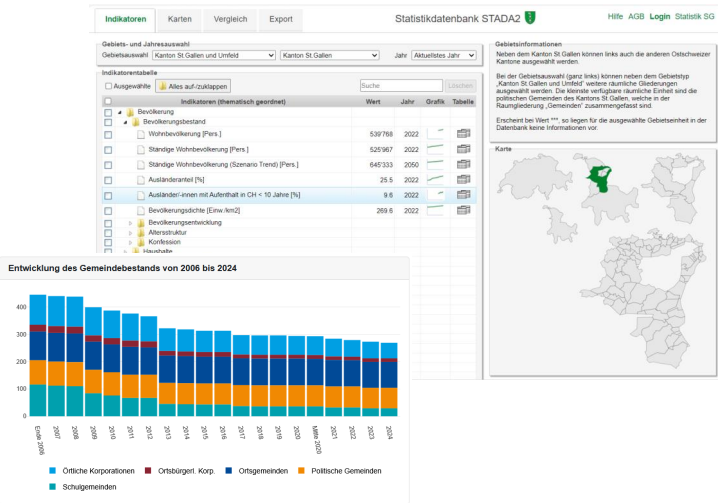 Indikatoren Karten Vergleich Export Statistikdatenbank STADA2 Hilfe AGB Login Statistik SG
Gebiets- und Jahresauswahl
Gebietsauswahl Kanton St.Gallen und Umfeld Kanton St.Gallen Jahr Aktuellstes Jahr
Indikatorentabelle
Ausgewählte Alles auf-/zuklappen Suche Löschen
Indikatoren (thematisch geordnet) Wert Jahr Grafik Tabelle
Bevölkerung
Bevölkerungsbestand
Wohnbevölkerung [Pers.] 539'768 2022
Ständige Wohnbevölkerung [Pers.] 525'967 2022
Ständige Wohnbevölkerung (Szenario Trend) [Pers.] 645'333 2050
Ausländeranteil [%] 25.5 2022
Ausländer/-innen mit Aufenthalt in CH < 10 Jahre [%] 9.6 2022
Bevölkerungsdichte [Einw./km2] 269.6 2022
Bevölkerungsentwicklung
Altersstruktur
Konfession
Haushalte
Gebietsinformationen
Neben dem Kanton St.Gallen können links auch die anderen Ostschweizer
Kantone ausgewählt werden.
Bei der Gebietsauswahl (ganz links) können neben dem Gebietstyp
„Kanton St.Gallen und Umfeld" weitere räumliche Gliederungen
ausgewählt werden. Die kleinste verfügbare räumliche Einheit sind die
politischen Gemeinden des Kantons St.Gallen, welche in der
Raumgliederung „Gemeinden" zusammengefasst sind.
Erscheint bei Wert ***, so liegen für die ausgewählte Gebietseinheit in der
Datenbank keine Informationen vor.
Karte
Entwicklung des Gemeindebestands von 2006 bis 2024
400
300
200
100
0
Ende 2006 2007 2008 2009 2010 2011 2012 2013 2014 2015 2016 2017 2018 2019 Mitte 2020 2021 2022 2023 2024
Örtliche Korporationen Ortsbürgerl. Korp. Ortsgemeinden Politische Gemeinden
Schulgemeinden